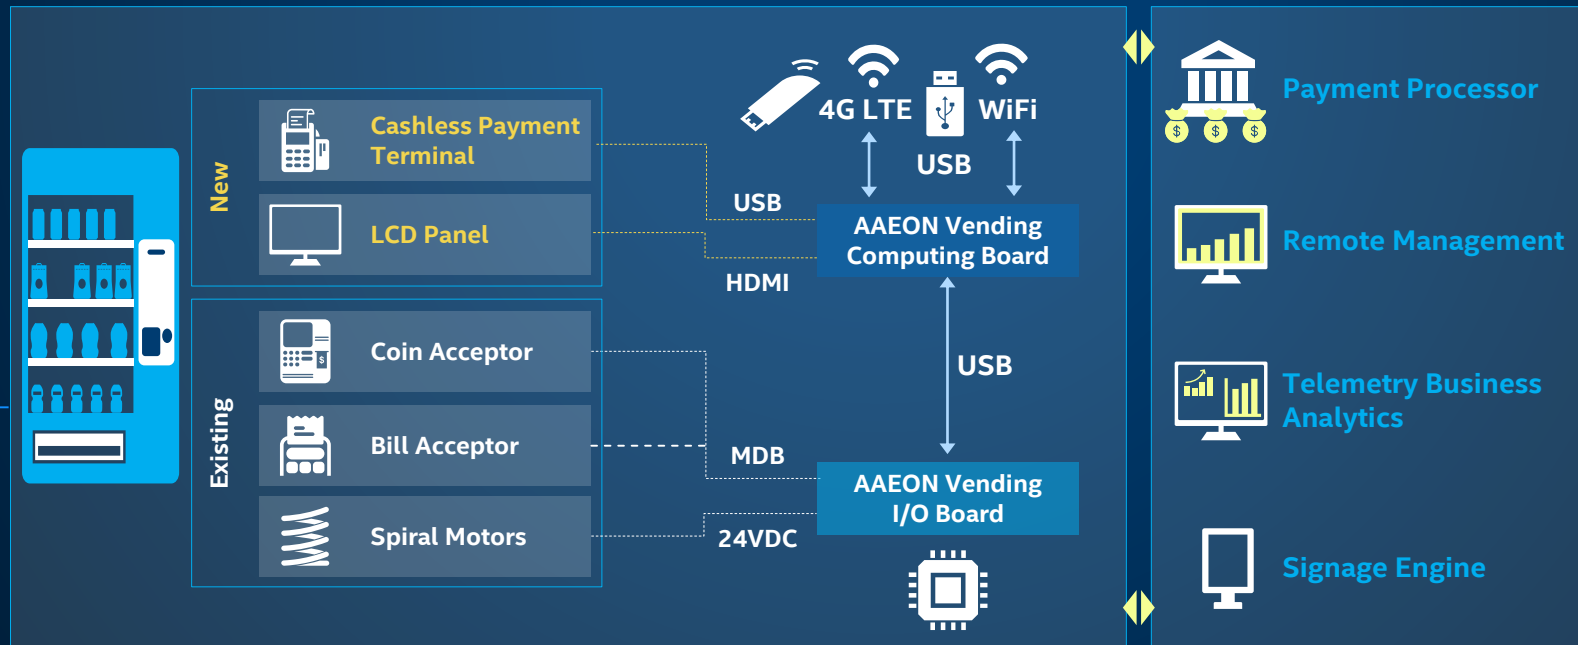 New
Cashless Payment
Terminal
LCD Panel
Existing
Coin Acceptor
Bill Acceptor
Spiral Motors
USB
HDMI
MDB
24VDC
4G LTE
WiFi
USB
AAEON Vending
Computing Board
USB
AAEON Vending
I/O Board
Payment Processor
$ $ $
Remote Management
Telemetry Business
Analytics
Signage Engine